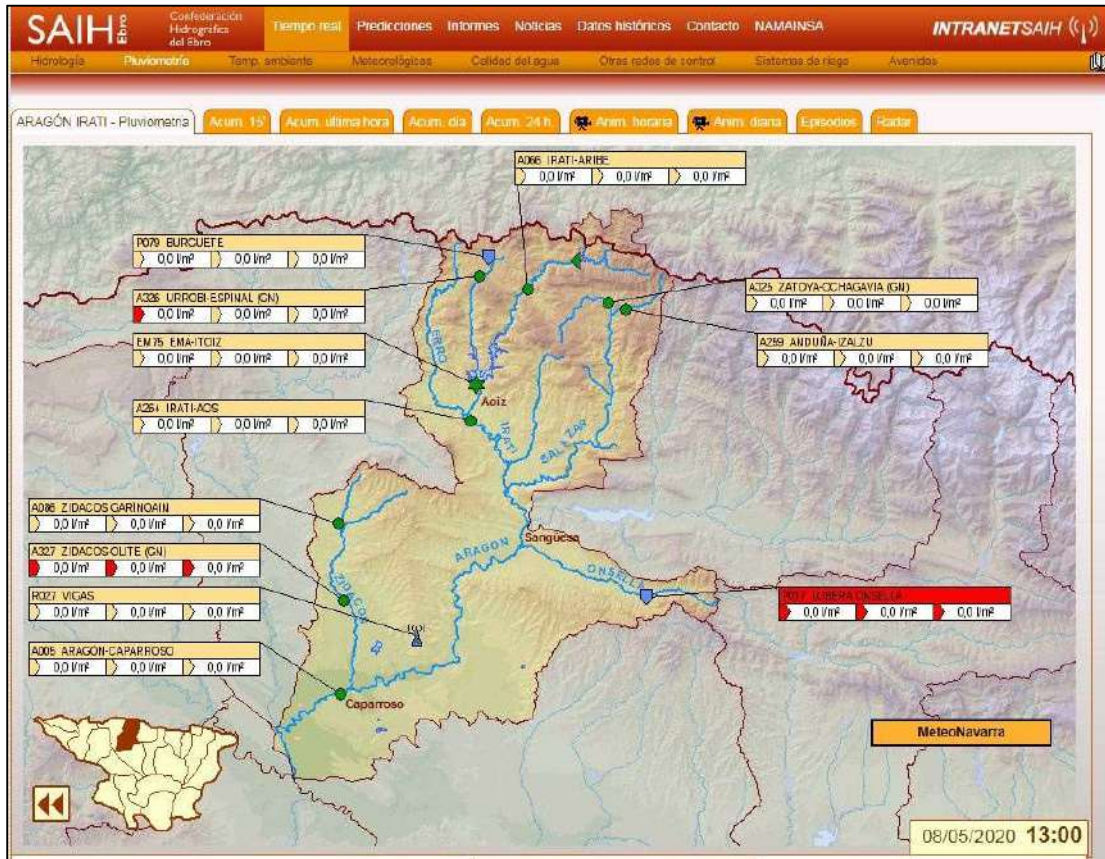 SAIH Ebro
Confederación
Hidrográfica
del Ebro
Tiempo real Predicciones Informes Noticias Datos históricos Contacto NAMAINSA
INTRANETSAIH
Hidrología Pluviometría Temp. ambiente Meteorológicas Calidad del agua Otras redes de control Sistemas de riego Avenidas
ARAGÓN IRATI - Pluviometria Acum. 15' Acum. última hora Acum. día Acum. 24 h. Anim. horaria Anim. diaria Episodios Radar
A066 IRATI-ARIBE
0,0 l/m² 0,0 l/m² 0,0 l/m²
P079 BURGUETE
0,0 l/m² 0,0 l/m² 0,0 l/m²
A326 URROBI-ESPINAL (GN)
0,0 l/m² 0,0 l/m² 0,0 l/m²
A325 ZATOYA-OCHAGAVIA (GN)
0,0 l/m² 0,0 l/m² 0,0 l/m²
EM75 EMA-ITOIZ
0,0 l/m² 0,0 l/m² 0,0 l/m²
A259 ANDUÑA-IZALZU
0,0 l/m² 0,0 l/m² 0,0 l/m²
ERRO
Aoiz
A264 IRATI-AOS
0,0 l/m² 0,0 l/m² 0,0 l/m²
IRATI
SALAZAR
A086 ZIDACOS GARINOAIN
0,0 l/m² 0,0 l/m² 0,0 l/m²
Sangüesa
ARAGON
A327 ZIDACOS-OLITE (GN)
0,0 l/m² 0,0 l/m² 0,0 l/m²
ONSELLA
ZIDACOS
R027 VIGAS
0,0 l/m² 0,0 l/m² 0,0 l/m²
LUBERA ONSELLA
0,0 l/m² 0,0 l/m² 0,0 l/m²
A005 ARAGON-CAPARROSO
0,0 l/m² 0,0 l/m² 0,0 l/m²
Caparroso
MeteoNavarra
08/05/2020 13:00